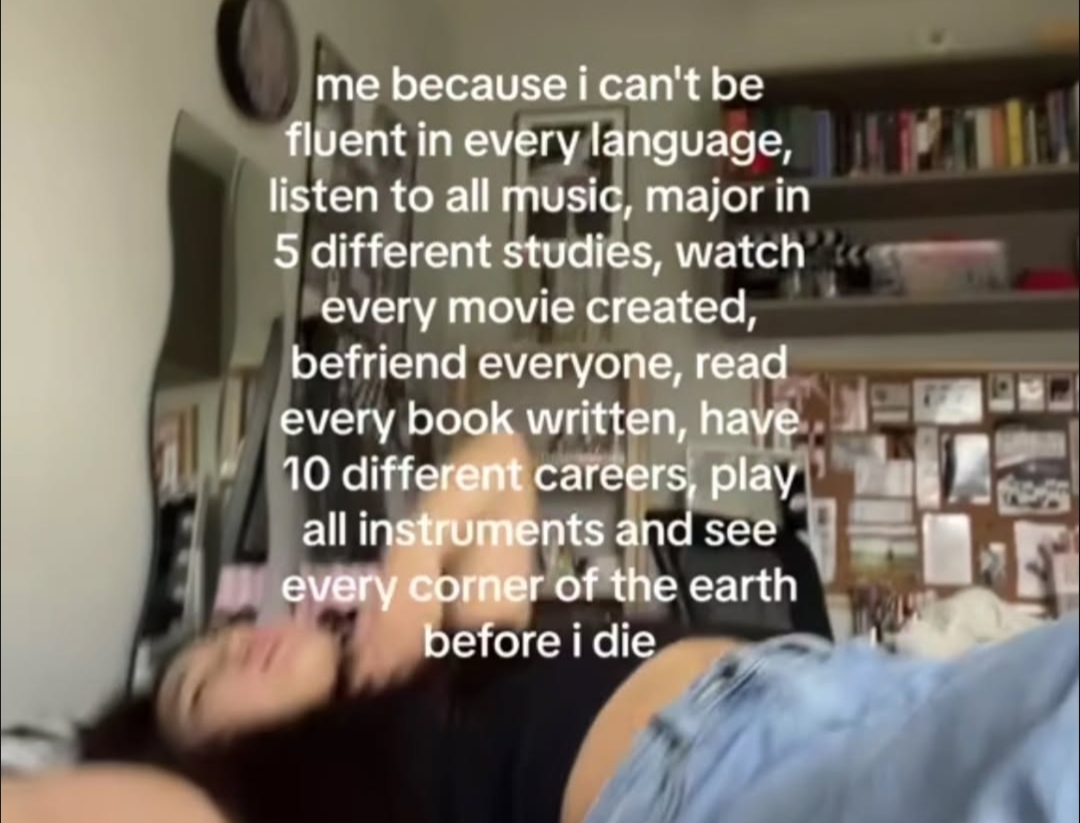 me because i can't be
fluent in every language,
listen to all music, major in
5 different studies, watch
every movie created,
befriend everyone, read
every book written, have
10 different careers, play
all instruments and see
every corner of the earth
before i die